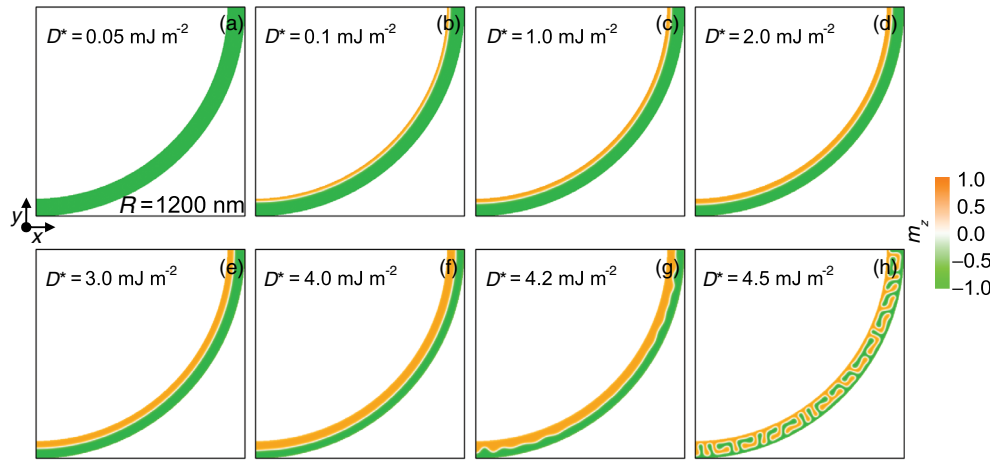 (a) (b) (c) (d)
D* = 0.05 mJ m-2 D* = 0.1 mJ m-2 D* = 1.0 mJ m-2 D* = 2.0 mJ m-2
R = 1200 nm
y
x
(e) (f) (g) (h)
D* = 3.0 mJ m-2 D* = 4.0 mJ m-2 D* = 4.2 mJ m-2 D* = 4.5 mJ m-2
mz
1.0
0.5
0.0
−0.5
−1.0